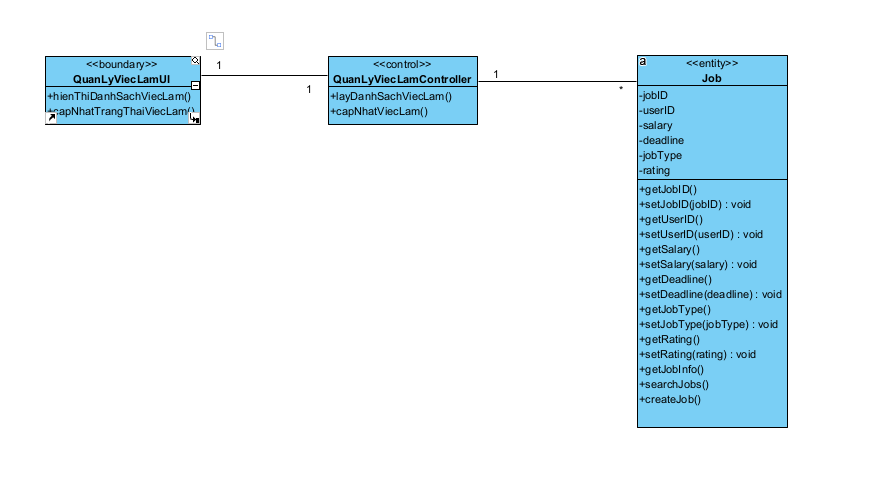 <<boundary>>
QuanLyViecLamUI
+hienThiDanhSachViecLam()
+capNhatTrangThaiViecLam()
1
1
<<control>>
QuanLyViecLamController
+layDanhSachViecLam()
+capNhatViecLam()
1
*
a
<<entity>>
Job
-jobID
-userID
-salary
-deadline
-jobType
-rating
+getJobID()
+setJobID(jobID) : void
+getUserID()
+setUserID(userID) : void
+getSalary()
+setSalary(salary) : void
+getDeadline()
+setDeadline(deadline) : void
+getJobType()
+setJobType(jobType) : void
+getRating()
+setRating(rating) : void
+getJobInfo()
+searchJobs()
+createJob()